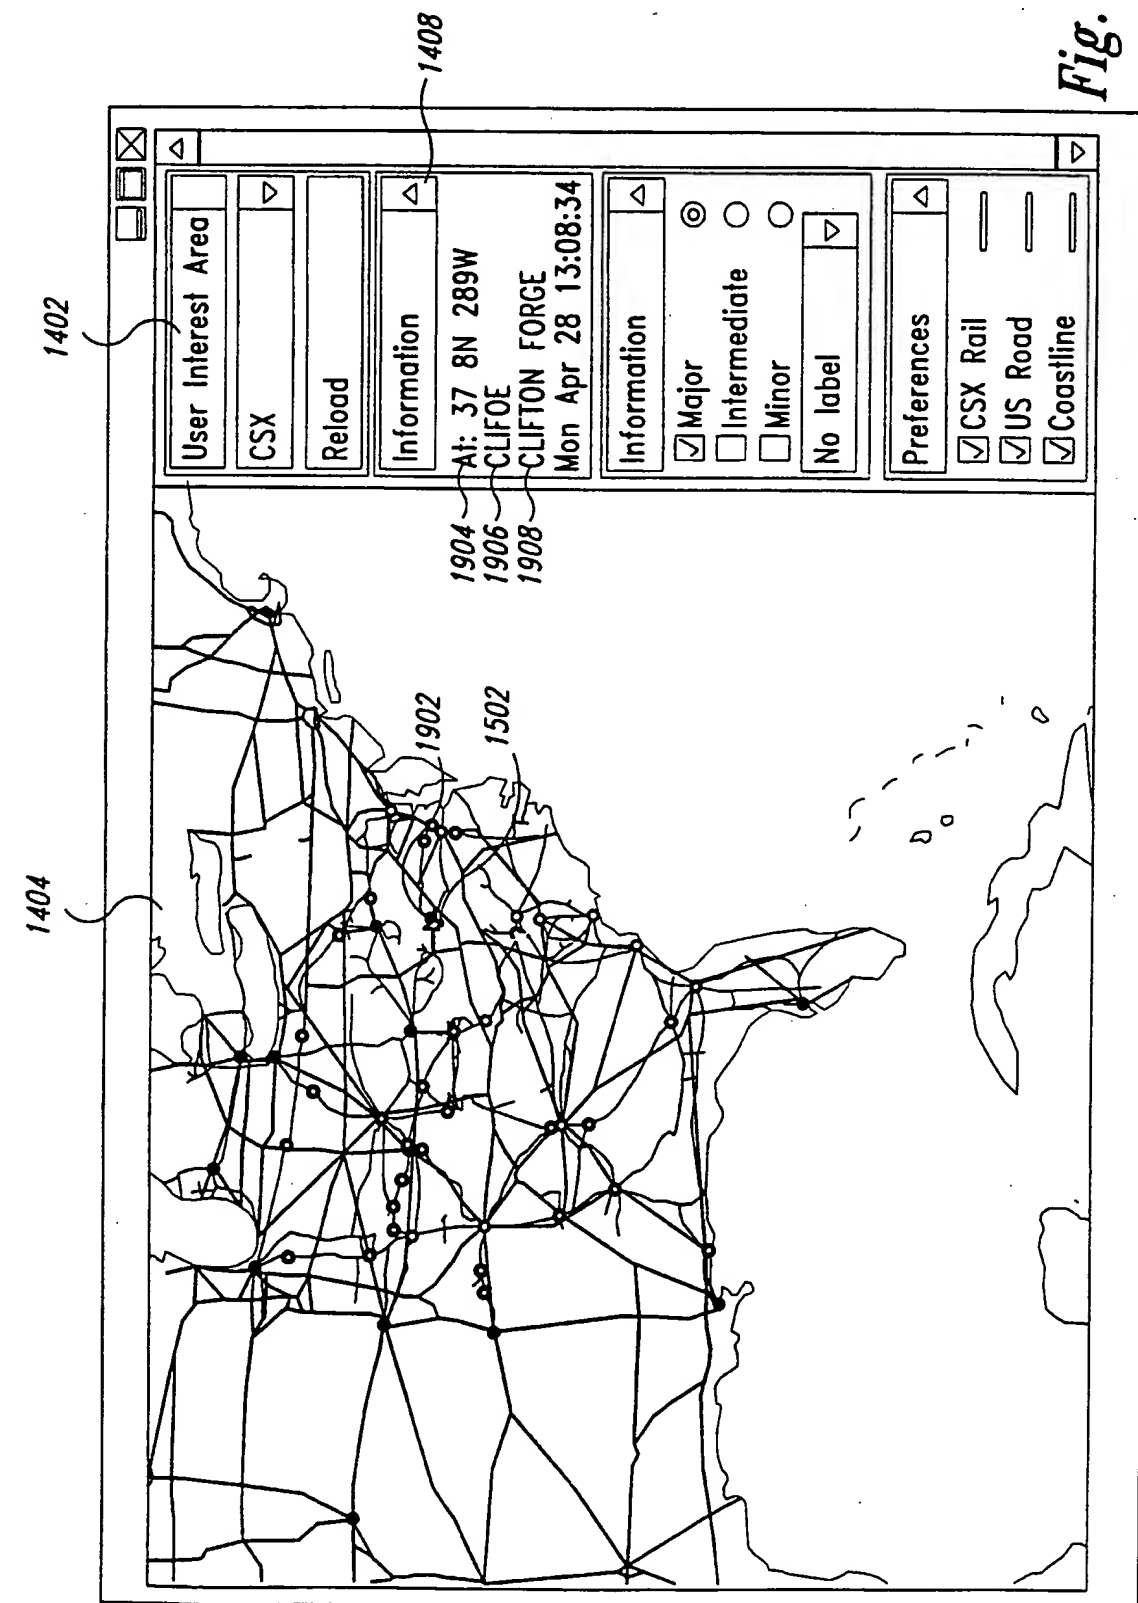 1402
1404
User Interest Area
CSX
Reload
Information
1408
1904
At: 37 8N 289W
1906
CLIFOE
1908
CLIFTON FORGE
Mon Apr 28 13:08:34
Information
Major
Intermediate
Minor
No label
Preferences
CSX Rail
US Road
Coastline
1902
1502
Fig.